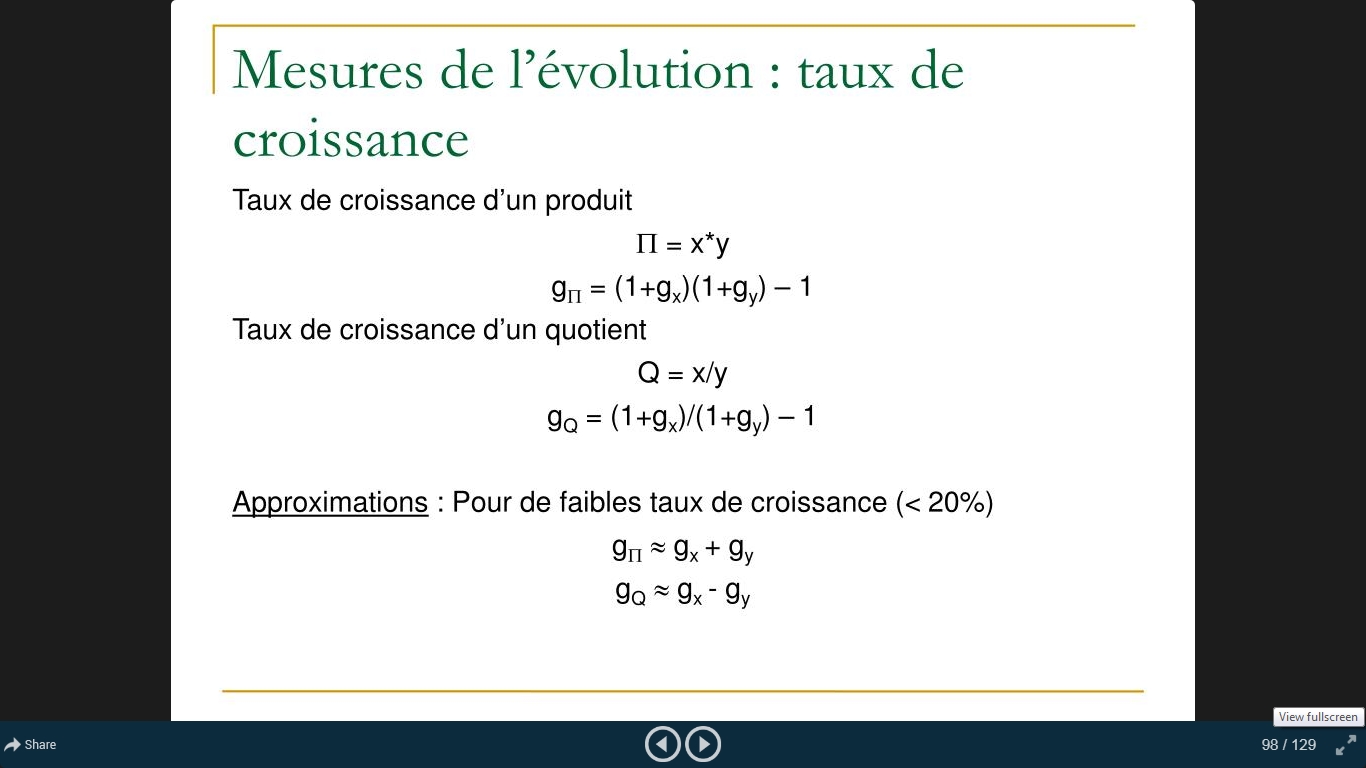 Mesures de l’évolution : taux de
croissance
Taux de croissance d’un produit
Π = x*y
gΠ = (1+gx)(1+gy) – 1
Taux de croissance d’un quotient
Q = x/y
gQ = (1+gx)/(1+gy) – 1
Approximations : Pour de faibles taux de croissance (< 20%)
gΠ ≈ gx + gy
gQ ≈ gx - gy
View fullscreen
Share
98 / 129